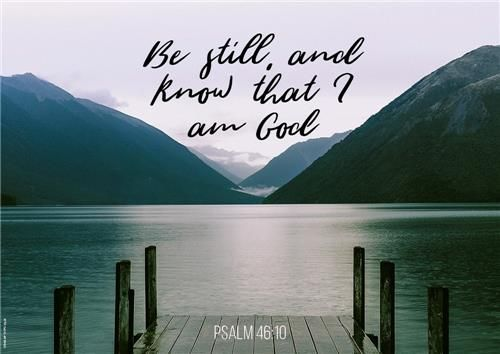 Be still, and
know that I
am God
PSALM 46:10